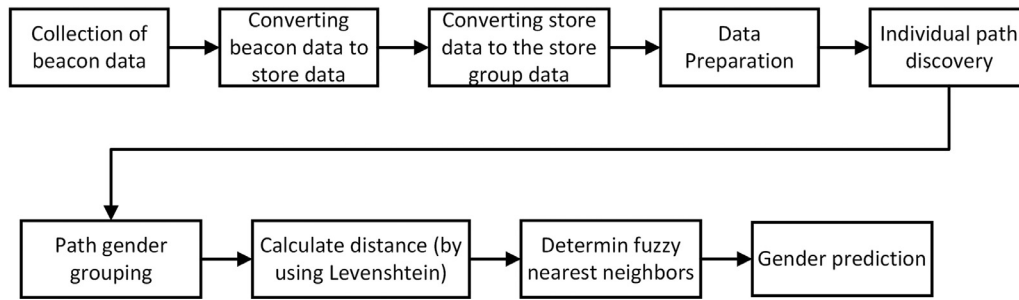 Collection of
beacon data
Converting
beacon data to
store data
Converting store
data to the store
group data
Data
Preparation
Individual path
discovery
Path gender
grouping
Calculate distance (by
using Levenshtein)
Determin fuzzy
nearest neighbors
Gender prediction